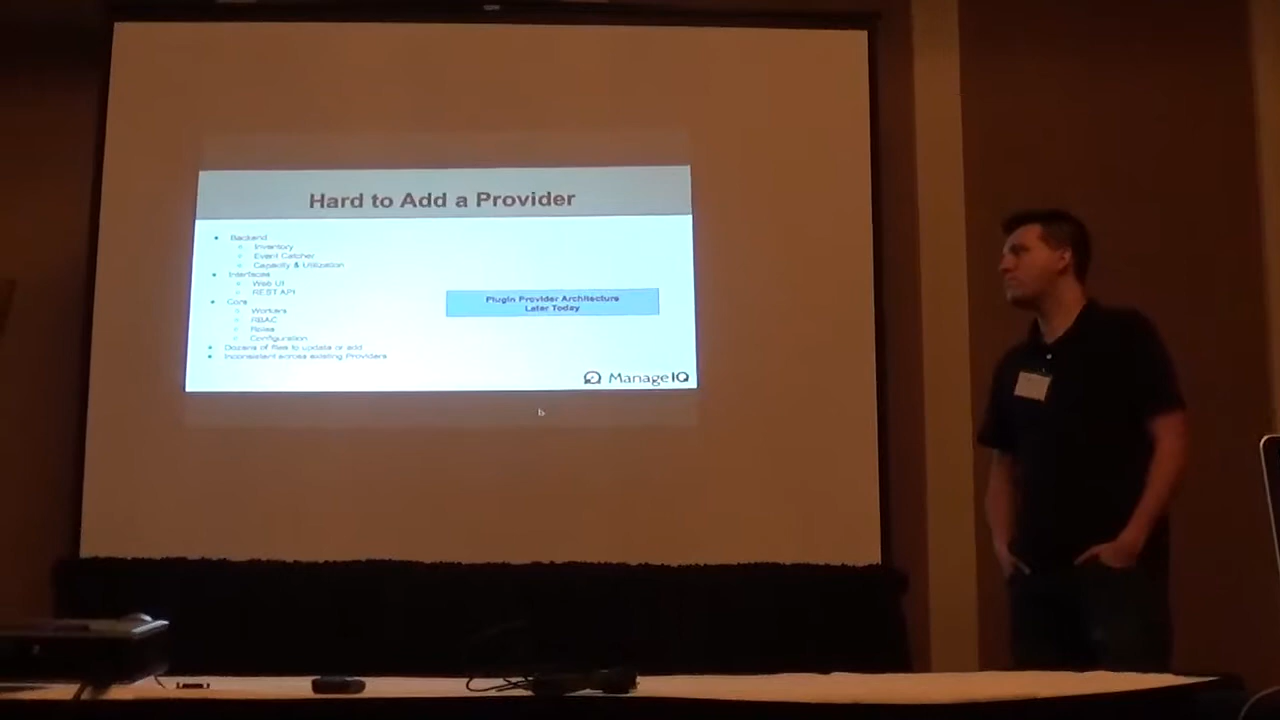 Hard to Add a Provider
Backend
Inventory
Event Catcher
Capacity & Utilization
Interfaces
Web UI
REST API
Core
Workers
RBAC
Roles
Configuration
Dozens of files to update or add
Inconsistent across existing Providers
Plugin Provider Architecture
Later Today
ManageIQ